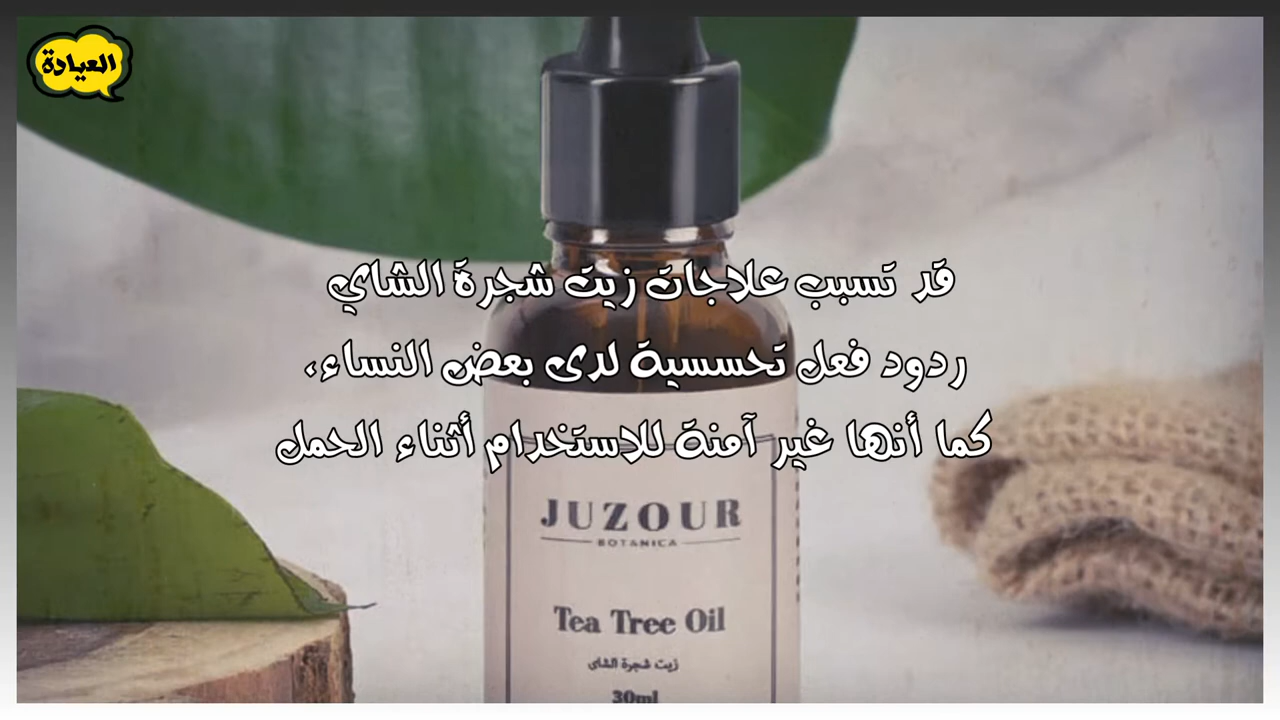 العيادة
قد تسبب علاجات زيت شجرة الشاي
ردود فعل تحسسية لدى بعض النساء،
كما أنها غير آمنة للاستخدام أثناء الحمل
JUZOUR
BOTANICA
Tea Tree Oil
زيت شجرة الشاى
30ml